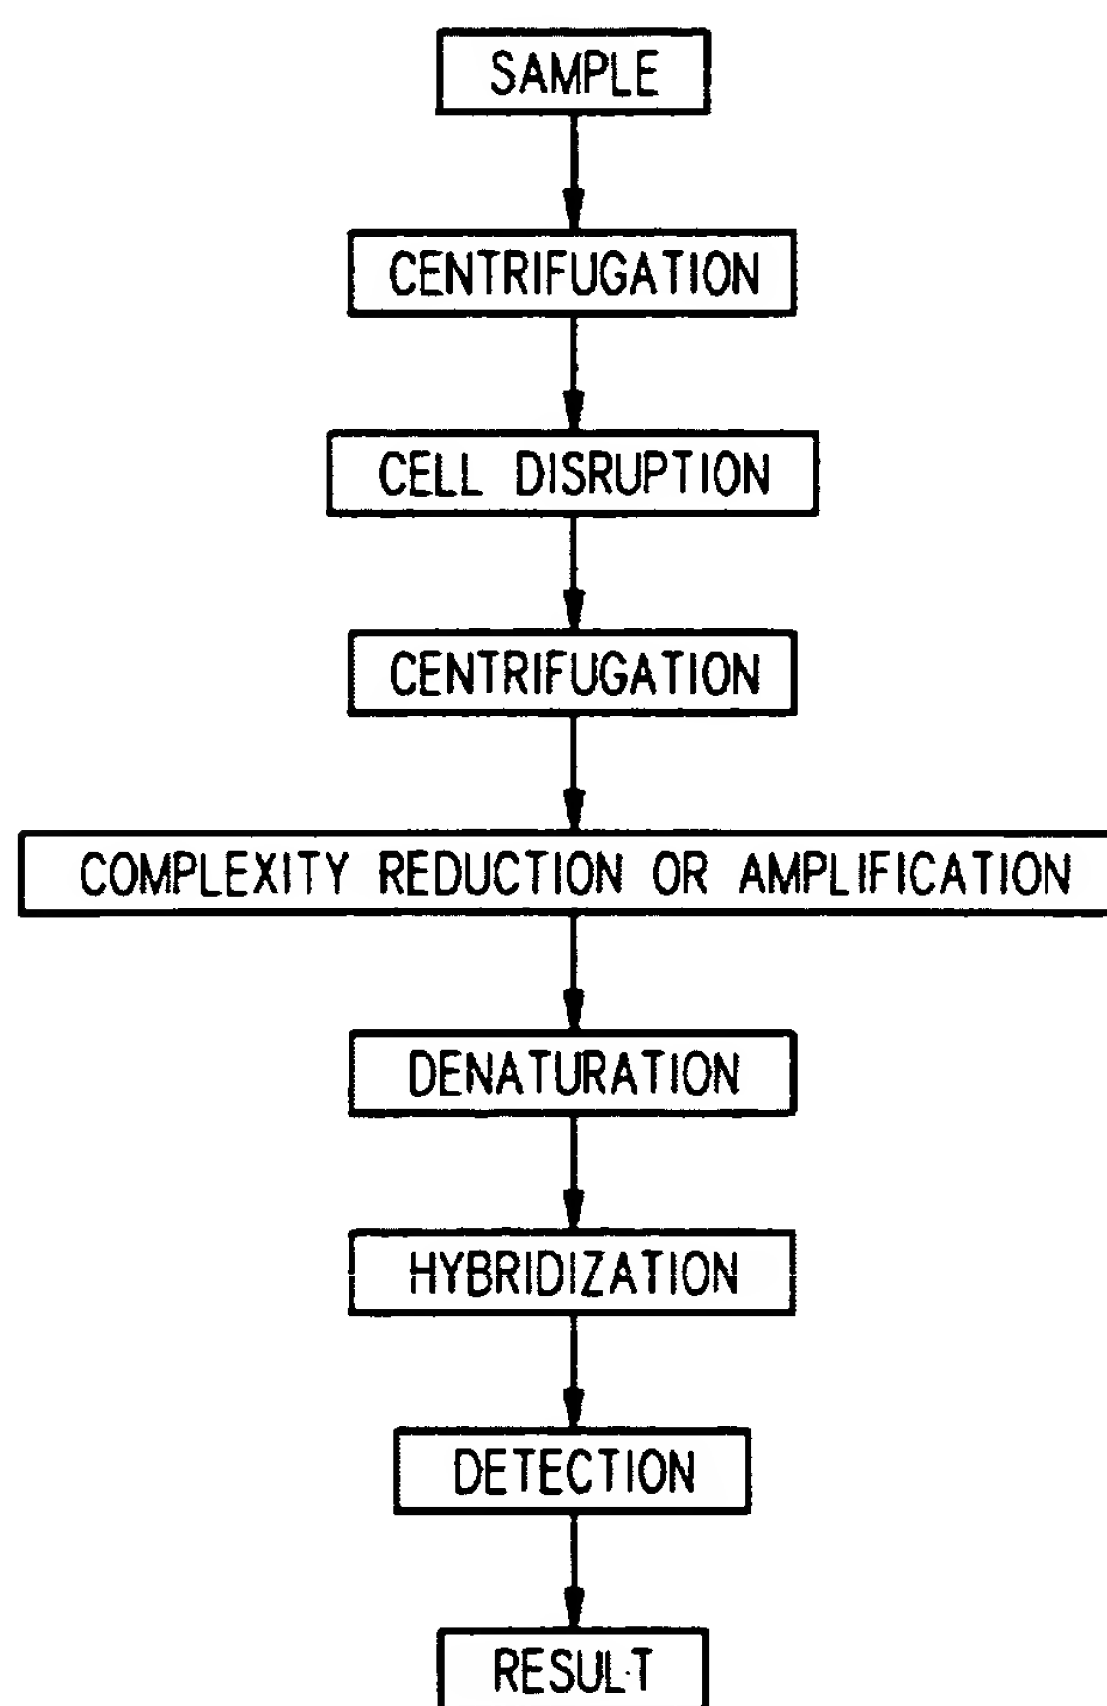 SAMPLE
CENTRIFUGATION
CELL DISRUPTION
CENTRIFUGATION
COMPLEXITY REDUCTION OR AMPLIFICATION
DENATURATION
HYBRIDIZATION
DETECTION
RESULT